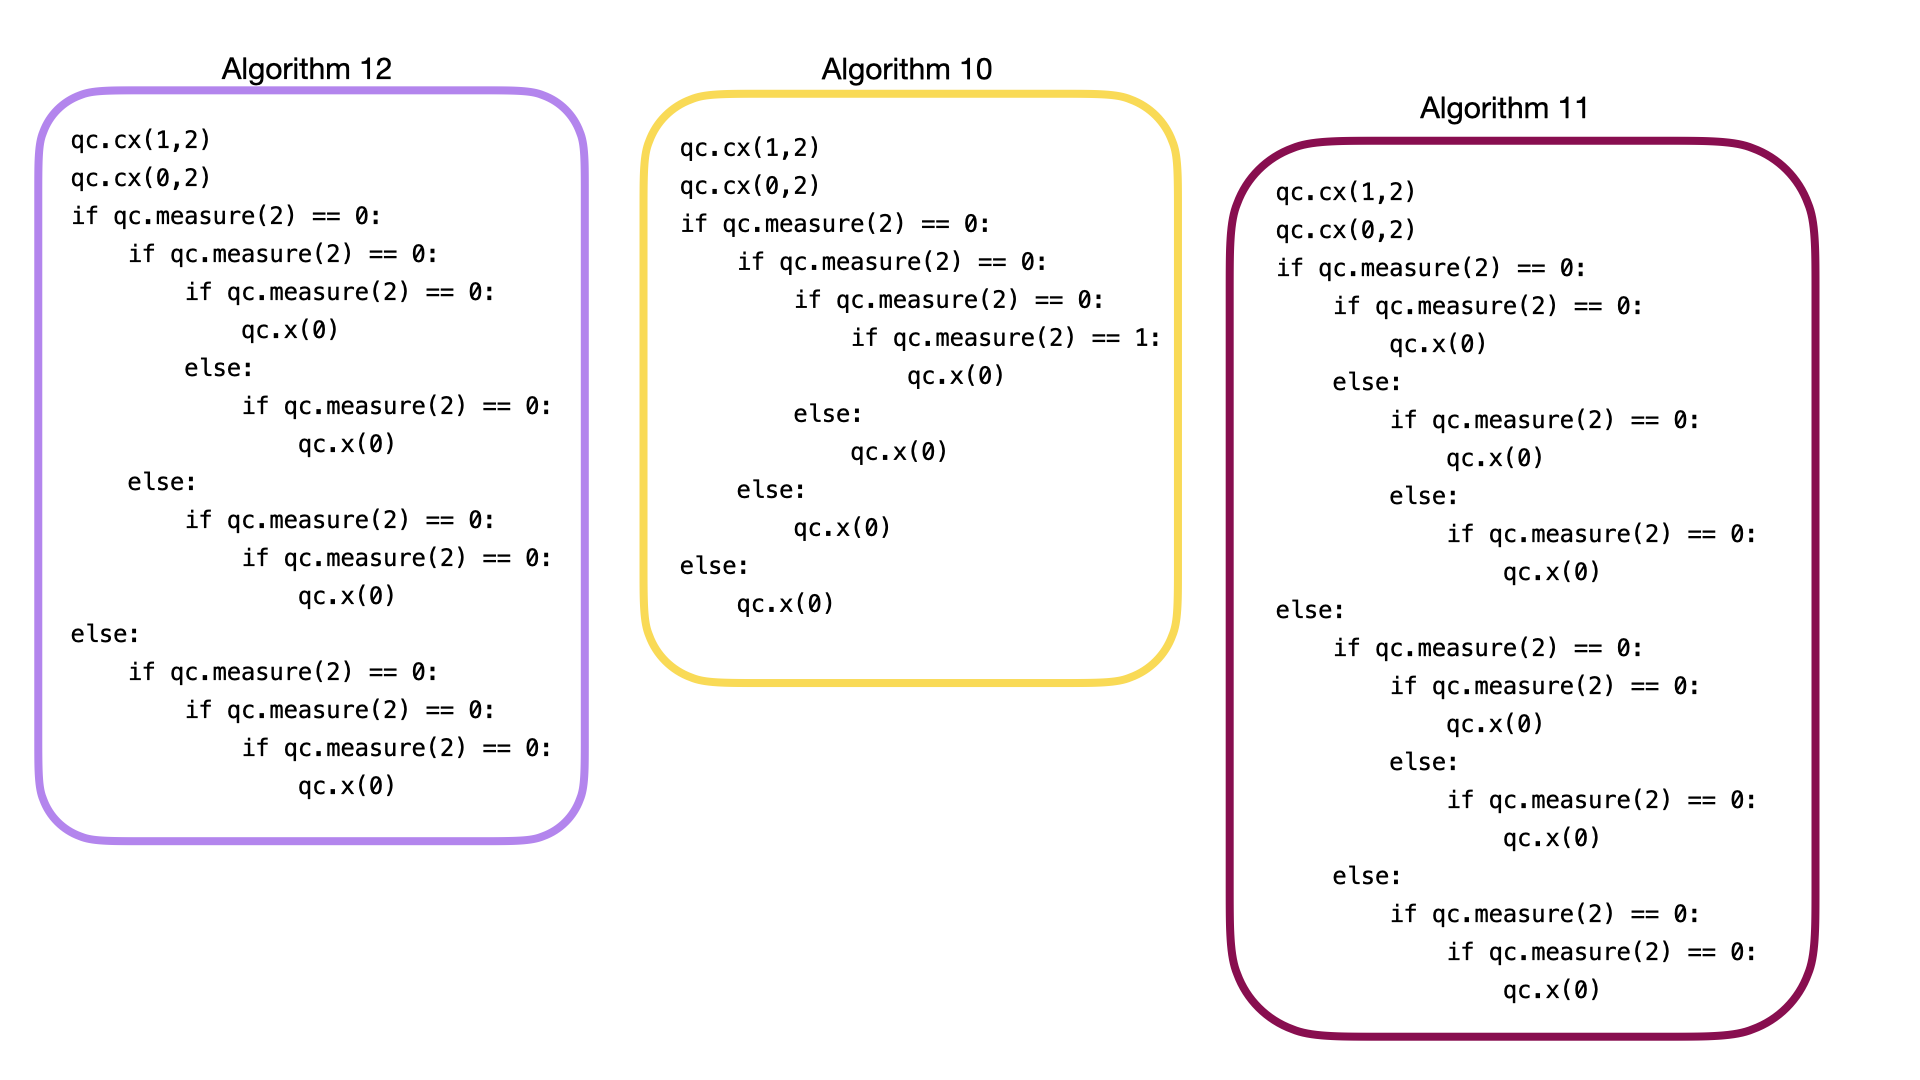 Algorithm 12
qc.cx(1,2)
qc.cx(0,2)
if qc.measure(2) == 0:
    if qc.measure(2) == 0:
        if qc.measure(2) == 0:
            qc.x(0)
        else:
            if qc.measure(2) == 0:
                qc.x(0)
    else:
        if qc.measure(2) == 0:
            if qc.measure(2) == 0:
                qc.x(0)
else:
    if qc.measure(2) == 0:
        if qc.measure(2) == 0:
            if qc.measure(2) == 0:
                qc.x(0)
Algorithm 10
qc.cx(1,2)
qc.cx(0,2)
if qc.measure(2) == 0:
    if qc.measure(2) == 0:
        if qc.measure(2) == 0:
            if qc.measure(2) == 1:
                qc.x(0)
        else:
            qc.x(0)
    else:
        qc.x(0)
else:
    qc.x(0)
Algorithm 11
qc.cx(1,2)
qc.cx(0,2)
if qc.measure(2) == 0:
    if qc.measure(2) == 0:
        qc.x(0)
    else:
        if qc.measure(2) == 0:
            qc.x(0)
        else:
            if qc.measure(2) == 0:
                qc.x(0)
else:
    if qc.measure(2) == 0:
        if qc.measure(2) == 0:
            qc.x(0)
        else:
            if qc.measure(2) == 0:
                qc.x(0)
    else:
        if qc.measure(2) == 0:
            if qc.measure(2) == 0:
                qc.x(0)